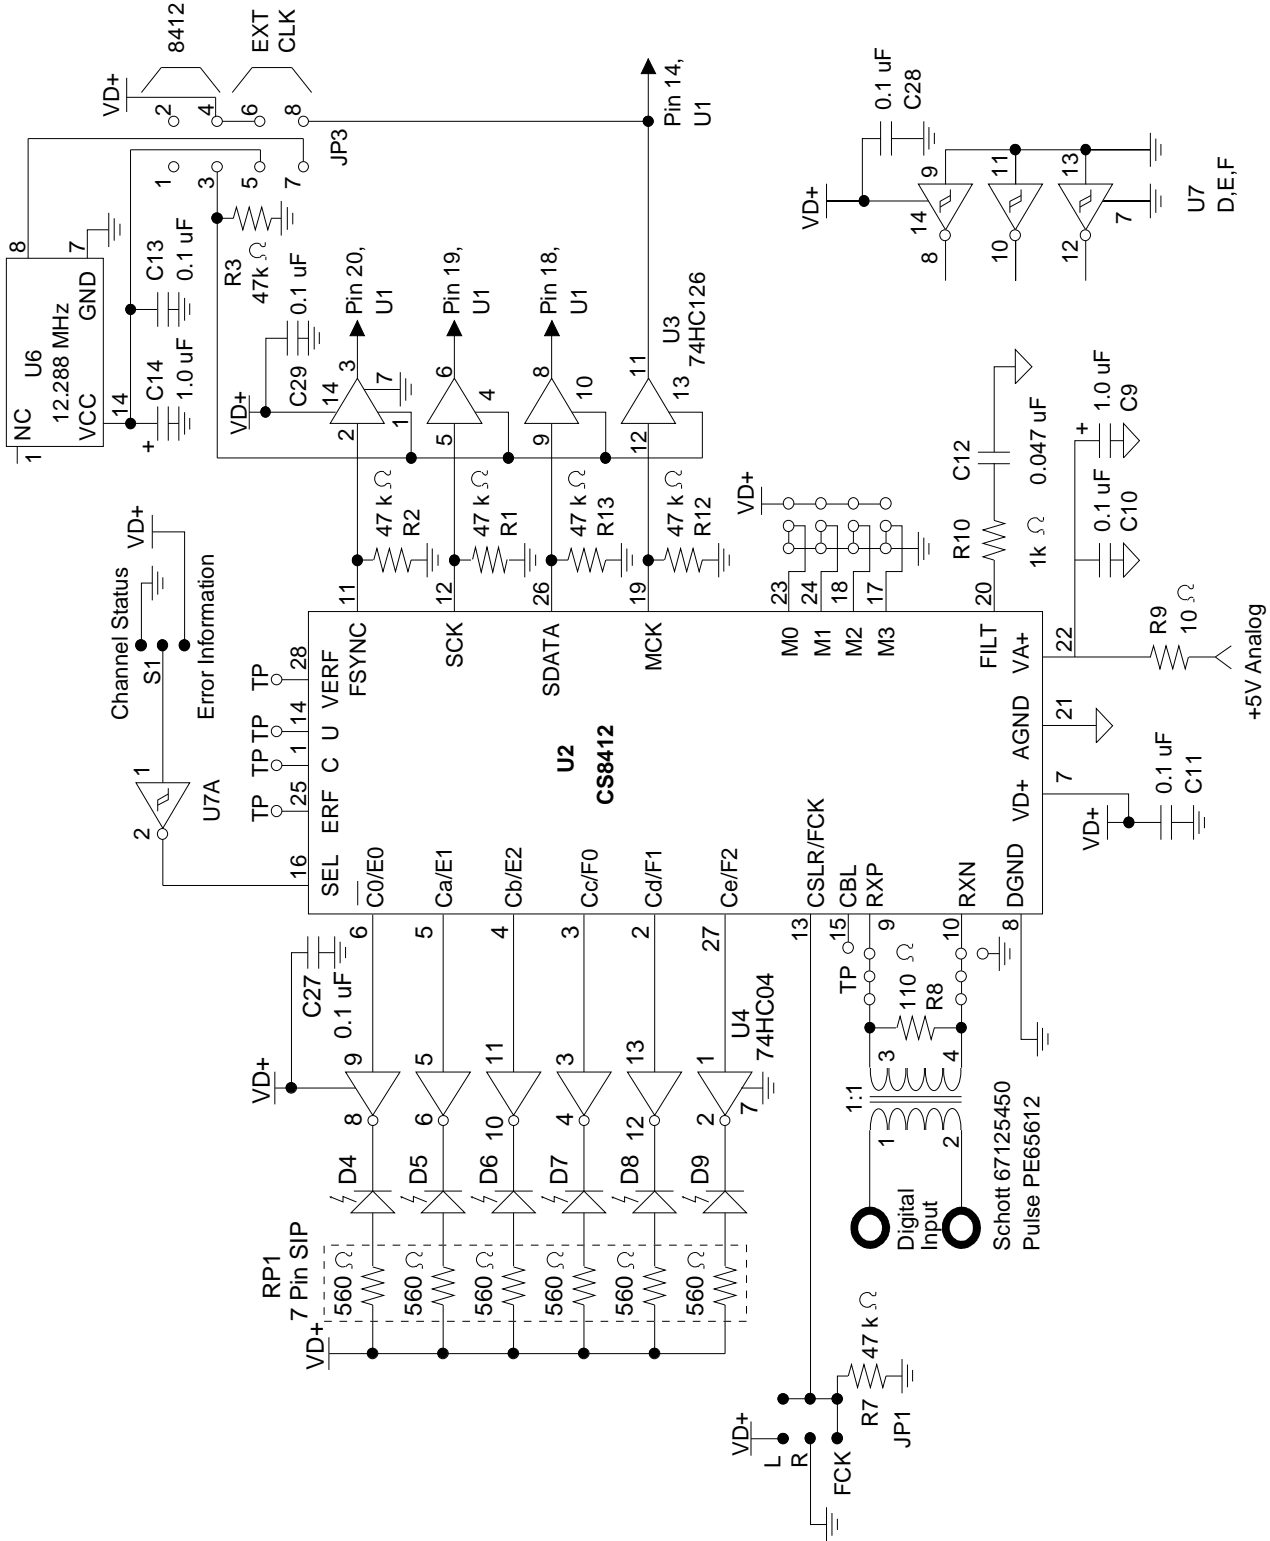 8412
EXT
CLK
VD+
2
4
6
8
1
3
5
7
JP3
Pin 14,
U1
8
7
GND
U6
12.288 MHz
NC
VCC
1
14
C13
0.1 uF
C14
1.0 uF
+
R3
47k Ω
C29
0.1 uF
VD+
14
3
7
2
1
Pin 20,
U1
6
4
5
Pin 19,
U1
8
10
9
Pin 18,
U1
11
13
12
U3
74HC126
VD+
0.1 uF
C28
9
14
8
11
10
13
12
7
U7
D,E,F
47 k Ω
R2
47 k Ω
R1
47 k Ω
R13
47 k Ω
R12
VD+
R10
1k Ω
C12
0.047 uF
0.1 uF
C10
+
1.0 uF
C9
R9
10 Ω
+5V Analog
Channel Status
S1
Error Information
VD+
1
2
U7A
TP
28
TP
14
TP
1
TP
25
16
11
12
26
19
23
24
18
17
20
22
SEL
ERF
C
U
VERF
FSYNC
SCK
SDATA
MCK
M0
M1
M2
M3
FILT
VA+
U2
CS8412
AGND
21
VD+
7
VD+
0.1 uF
C11
C0/E0
Ca/E1
Cb/E2
Cc/F0
Cd/F1
Ce/F2
CSLR/FCK
CBL
RXP
RXN
DGND
6
5
4
3
2
27
13
15
9
10
8
C27
0.1 uF
VD+
9
8
5
6
11
10
3
4
13
12
1
2
7
U4
74HC04
TP
110 Ω
R8
3
4
1:1
1
2
Digital
Input
Schott 67125450
Pulse PE65612
D4
D5
D6
D7
D8
D9
RP1
7 Pin SIP
560 Ω
560 Ω
560 Ω
560 Ω
560 Ω
560 Ω
VD+
VD+
L
R
FCK
R7
47 k Ω
JP1